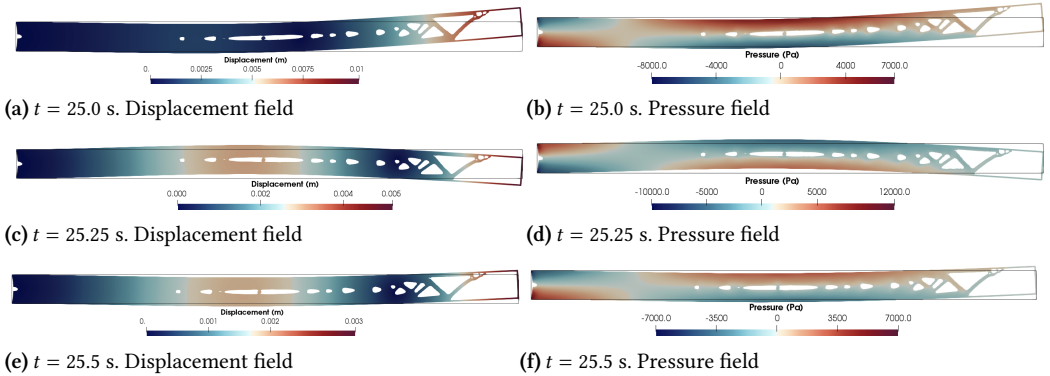 Displacement (m)
0. 0.0025 0.005 0.0075 0.01
Pressure (Pa)
-8000.0 -4000 0 4000 7000.0
(a) t = 25.0 s. Displacement field
(b) t = 25.0 s. Pressure field
Displacement (m)
0.000 0.002 0.004 0.005
Pressure (Pa)
-10000.0 -5000 0 5000 12000.0
(c) t = 25.25 s. Displacement field
(d) t = 25.25 s. Pressure field
Displacement (m)
0. 0.001 0.002 0.003
Pressure (Pa)
-7000.0 -3500 0 3500 7000.0
(e) t = 25.5 s. Displacement field
(f) t = 25.5 s. Pressure field